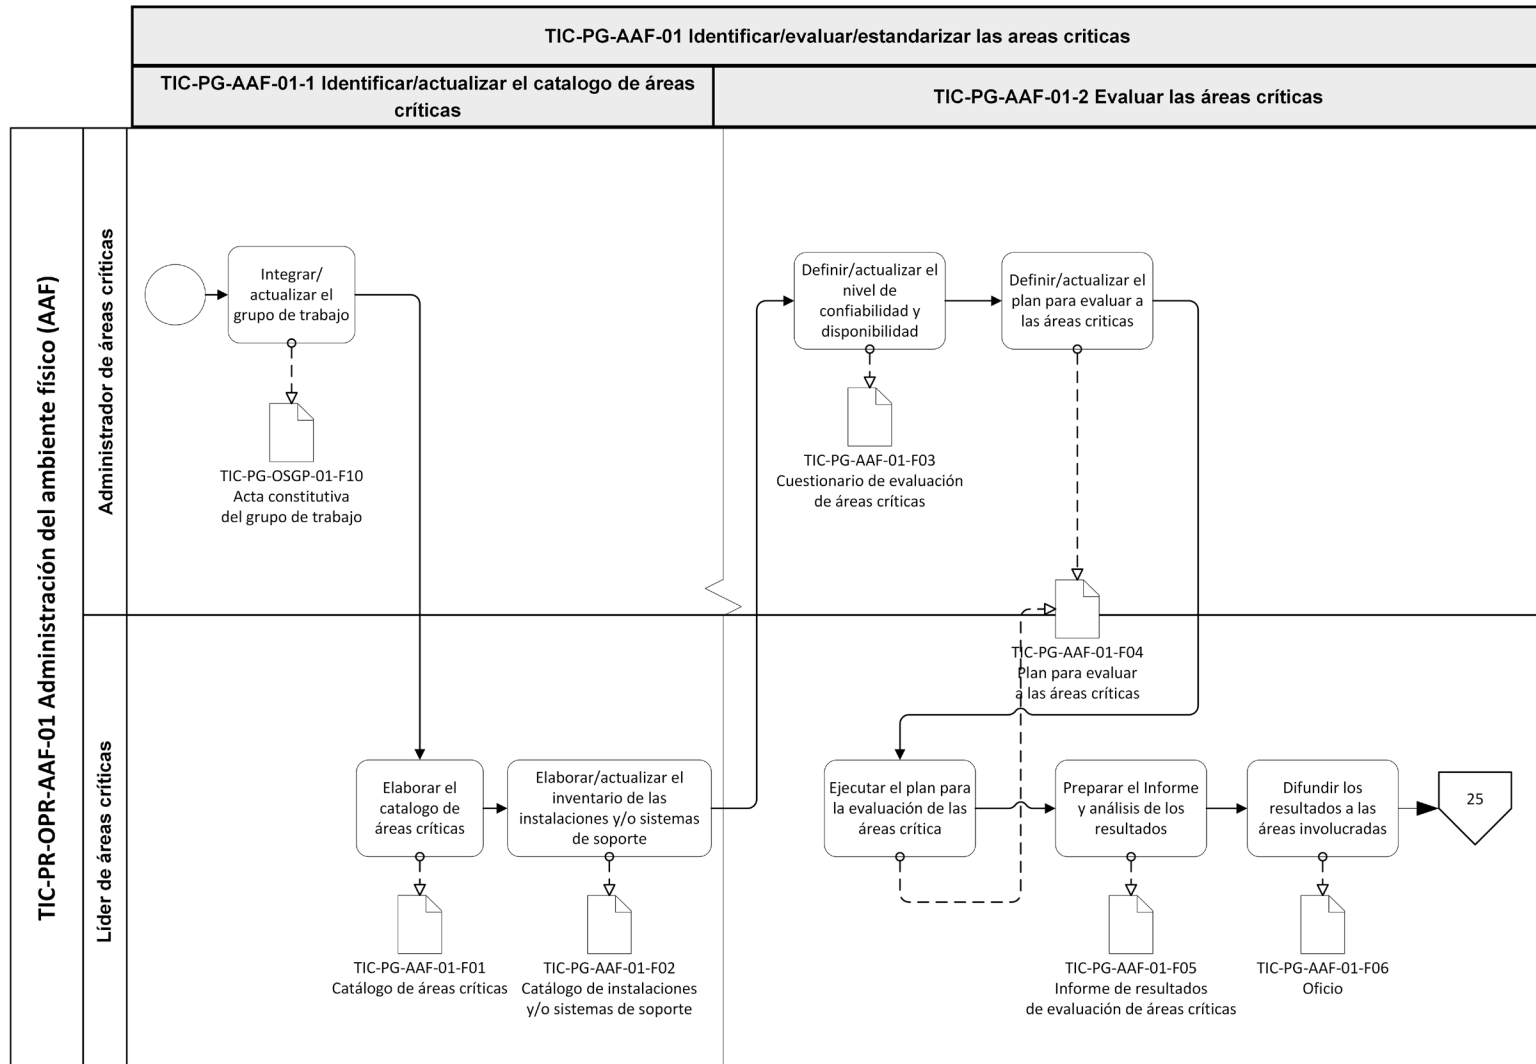 TIC-PG-AAF-01 Identificar/evaluar/estandarizar las areas criticas
TIC-PG-AAF-01-1 Identificar/actualizar el catalogo de áreas
críticas
TIC-PG-AAF-01-2 Evaluar las áreas críticas
TIC-PR-OPR-AAF-01 Administración del ambiente físico (AAF)
Administrador de áreas críticas
Integrar/
actualizar el
grupo de trabajo
TIC-PG-OSGP-01-F10
Acta constitutiva
del grupo de trabajo
Definir/actualizar el
nivel de
confiabilidad y
disponibilidad
TIC-PG-AAF-01-F03
Cuestionario de evaluación
de áreas críticas
Definir/actualizar el
plan para evaluar a
las áreas criticas
TIC-PG-AAF-01-F04
Plan para evaluar
a las áreas críticas
Líder de áreas críticas
Elaborar el
catalogo de
áreas críticas
TIC-PG-AAF-01-F01
Catálogo de áreas críticas
Elaborar/actualizar el
inventario de las
instalaciones y/o sistemas
de soporte
TIC-PG-AAF-01-F02
Catálogo de instalaciones
y/o sistemas de soporte
Ejecutar el plan para
la evaluación de las
áreas crítica
Preparar el Informe
y análisis de los
resultados
TIC-PG-AAF-01-F05
Informe de resultados
de evaluación de áreas críticas
Difundir los
resultados a las
áreas involucradas
TIC-PG-AAF-01-F06
Oficio
25